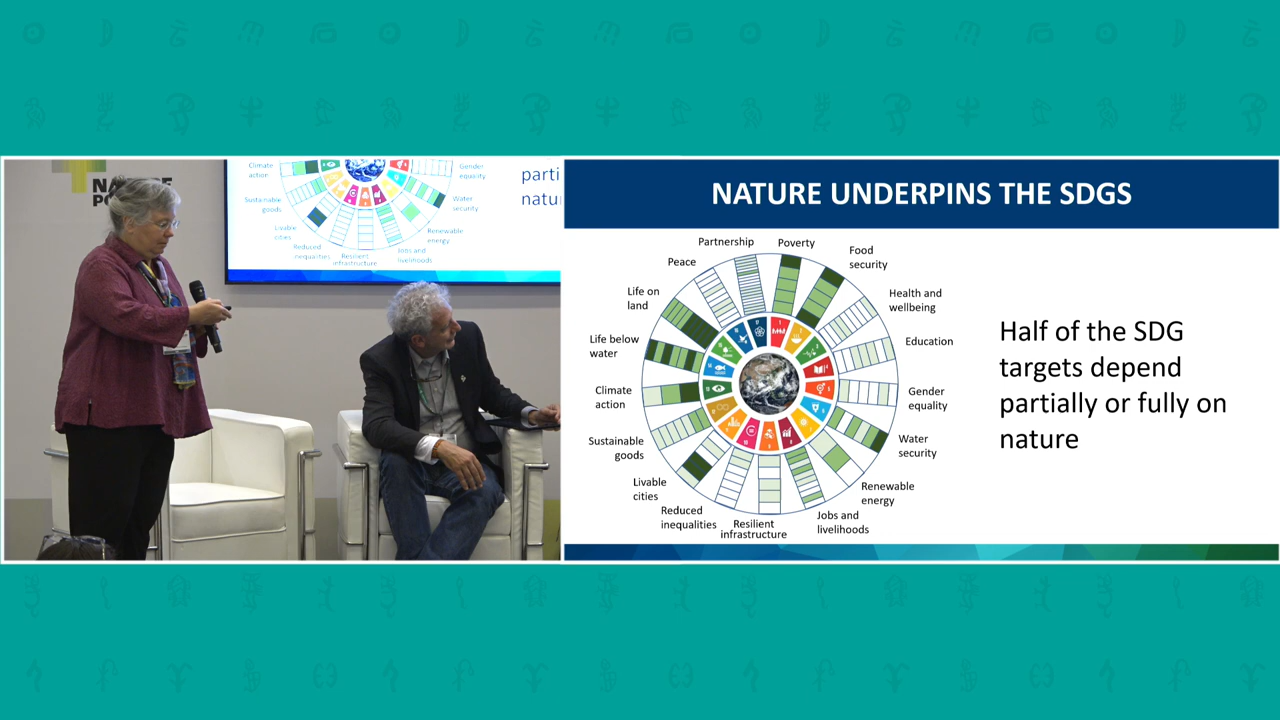 NATURE
PO
Climate
action
Sustainable
goods
Livable
cities
Reduced
inequalities
Resilient
infrastructure
Jobs and
livelihoods
Renewable
energy
Water
security
Gender
equality
parti
natu
NATURE UNDERPINS THE SDGS
Partnership
Poverty
Food
security
Health and
wellbeing
Education
Gender
equality
Water
security
Renewable
energy
Jobs and
livelihoods
Resilient
infrastructure
Reduced
inequalities
Livable
cities
Sustainable
goods
Climate
action
Life below
water
Life on
land
Peace
Half of the SDG
targets depend
partially or fully on
nature